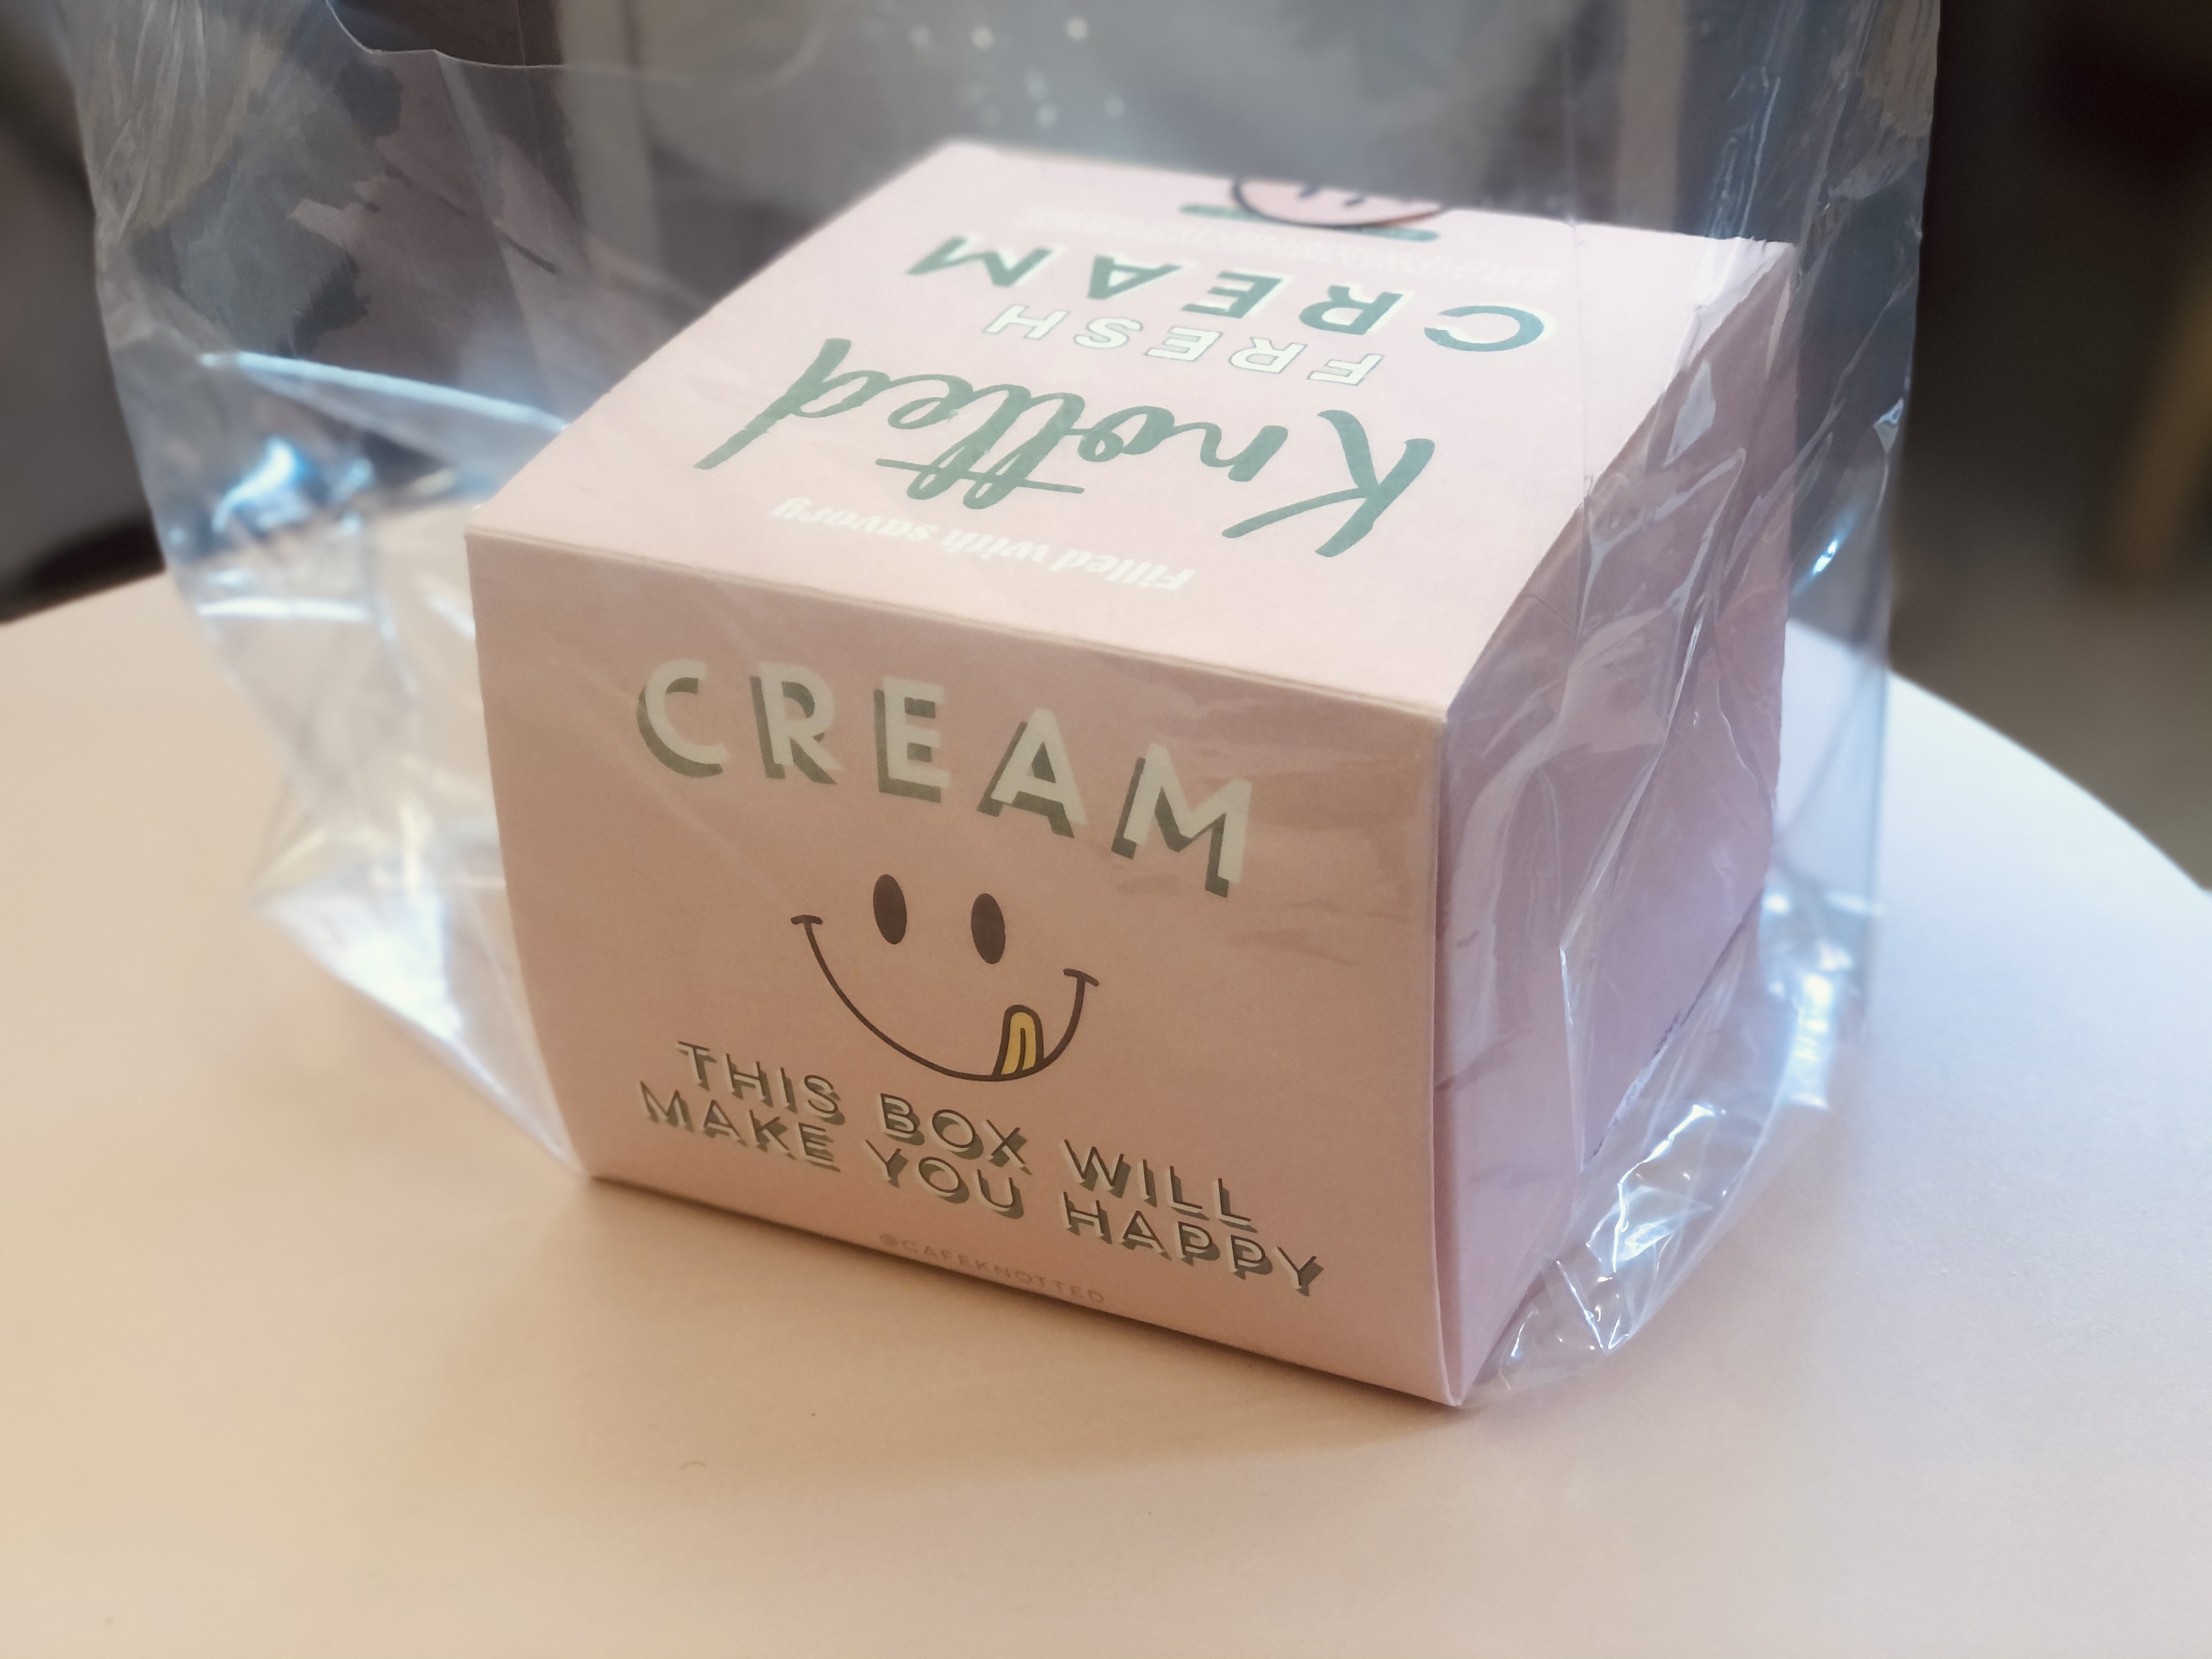 Filled with savory
Knotted
FRESH
CREAM
CREAM
THIS BOX WILL
MAKE YOU HAPPY
@CAFEKNOTTED